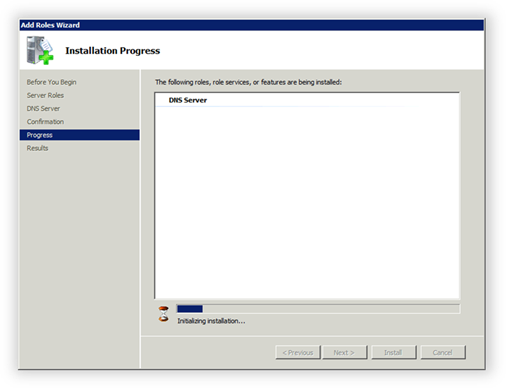 Add Roles Wizard
Installation Progress
Before You Begin
Server Roles
DNS Server
Confirmation
Progress
Results
The following roles, role services, or features are being installed:
DNS Server
Initializing installation...
< Previous
Next >
Install
Cancel